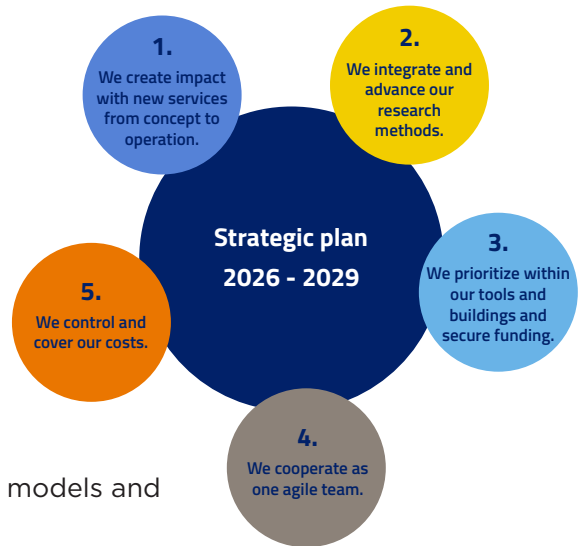 1.
We create impact
with new services
from concept to
operation.
2.
We integrate and
advance our
research
methods.
Strategic plan
2026 - 2029
3.
We prioritize within
our tools and
buildings and
secure funding.
5.
We control and
cover our costs.
4.
We cooperate as
one agile team.
models and